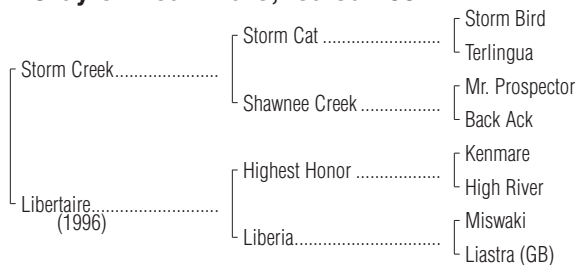 Storm Bird
Storm Cat..............................
Terlingua
Storm Creek..........................
Mr. Prospector
Shawnee Creek ....................
Back Ack
Kenmare
Highest Honor .....................
High River
Libertaire................................
(1996)
Miswaki
Liberia.....................................
Liastra (GB)